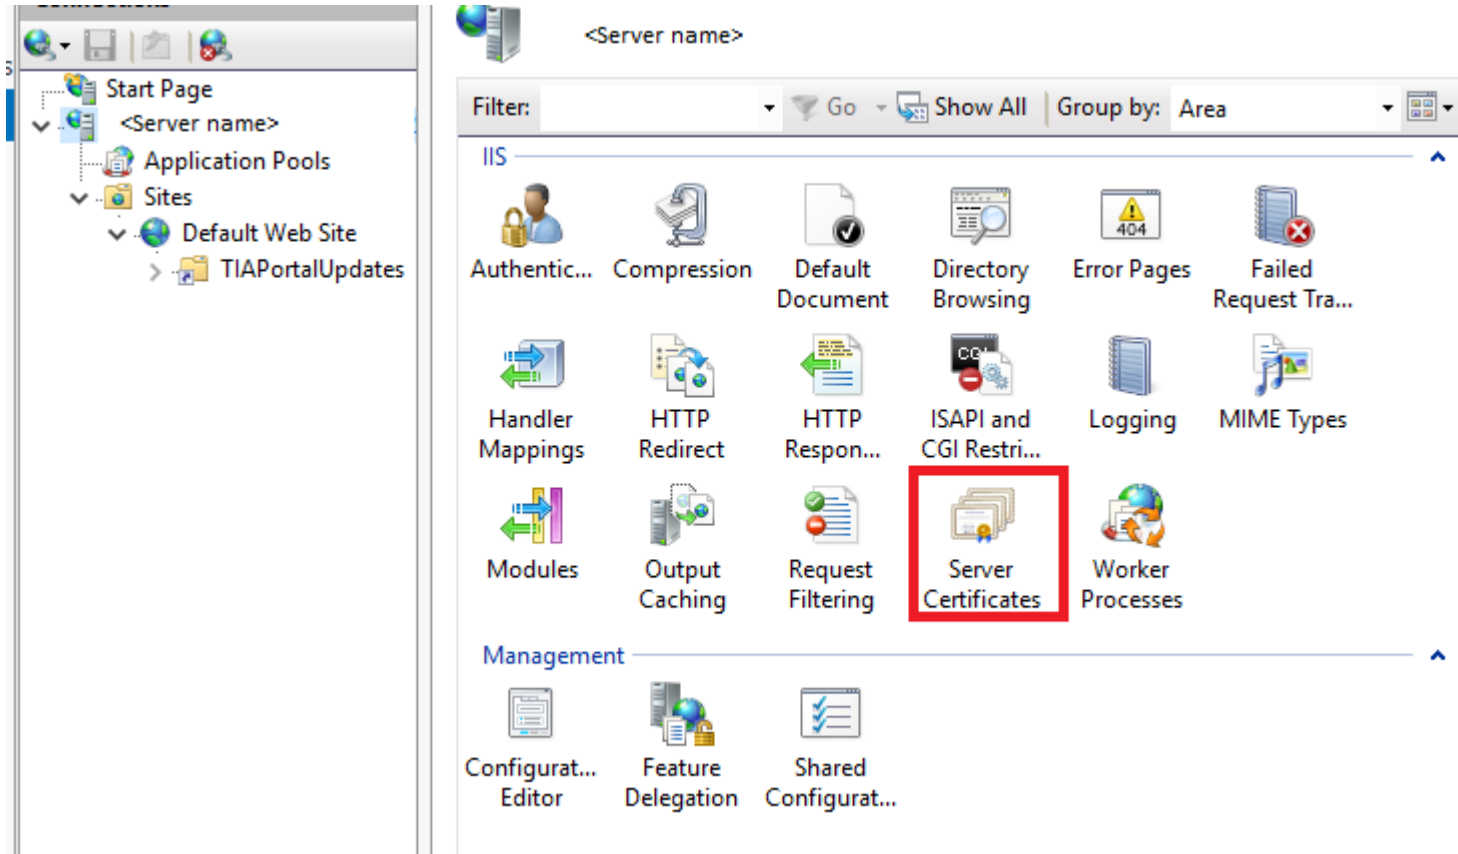 Connections
<Server name>
Start Page
<Server name>
Application Pools
Sites
Default Web Site
TIAPortalUpdates
Filter:
Go
Show All
Group by:
Area
IIS
Authentic...
Compression
Default
Document
Directory
Browsing
Error Pages
404
Failed
Request Tra...
Handler
Mappings
HTTP
Redirect
HTTP
Respon...
CGI
ISAPI and
CGI Restri...
Logging
MIME Types
Modules
Output
Caching
Request
Filtering
Server
Certificates
Worker
Processes
Management
Configurat...
Editor
Feature
Delegation
Shared
Configurat...